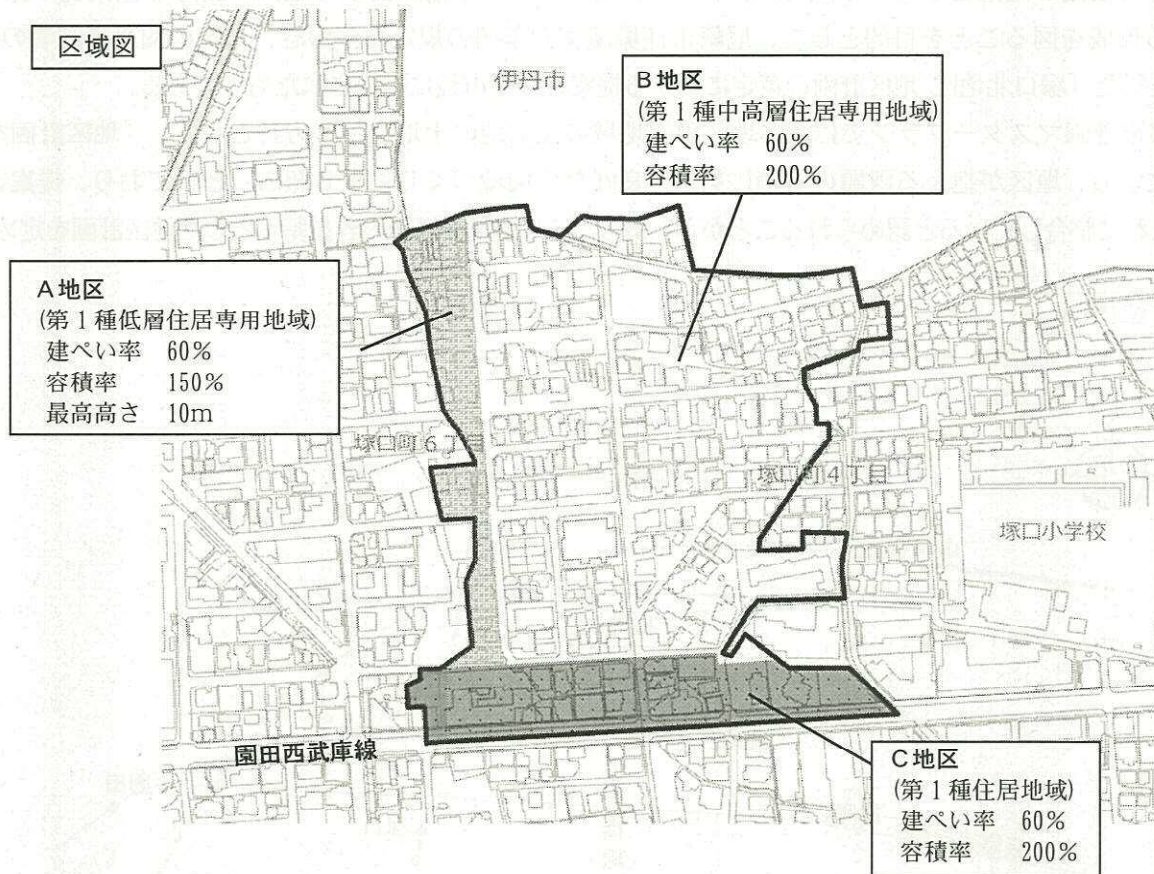 区域図
伊丹市
B地区
(第1種中高層住居専用地域)
建ぺい率 60%
容積率 200%
A地区
(第1種低層住居専用地域)
建ぺい率 60%
容積率 150%
最高高さ 10m
塚口町6丁目
塚口町4丁目
塚口小学校
園田西武庫線
C地区
(第1種住居地域)
建ぺい率 60%
容積率 200%